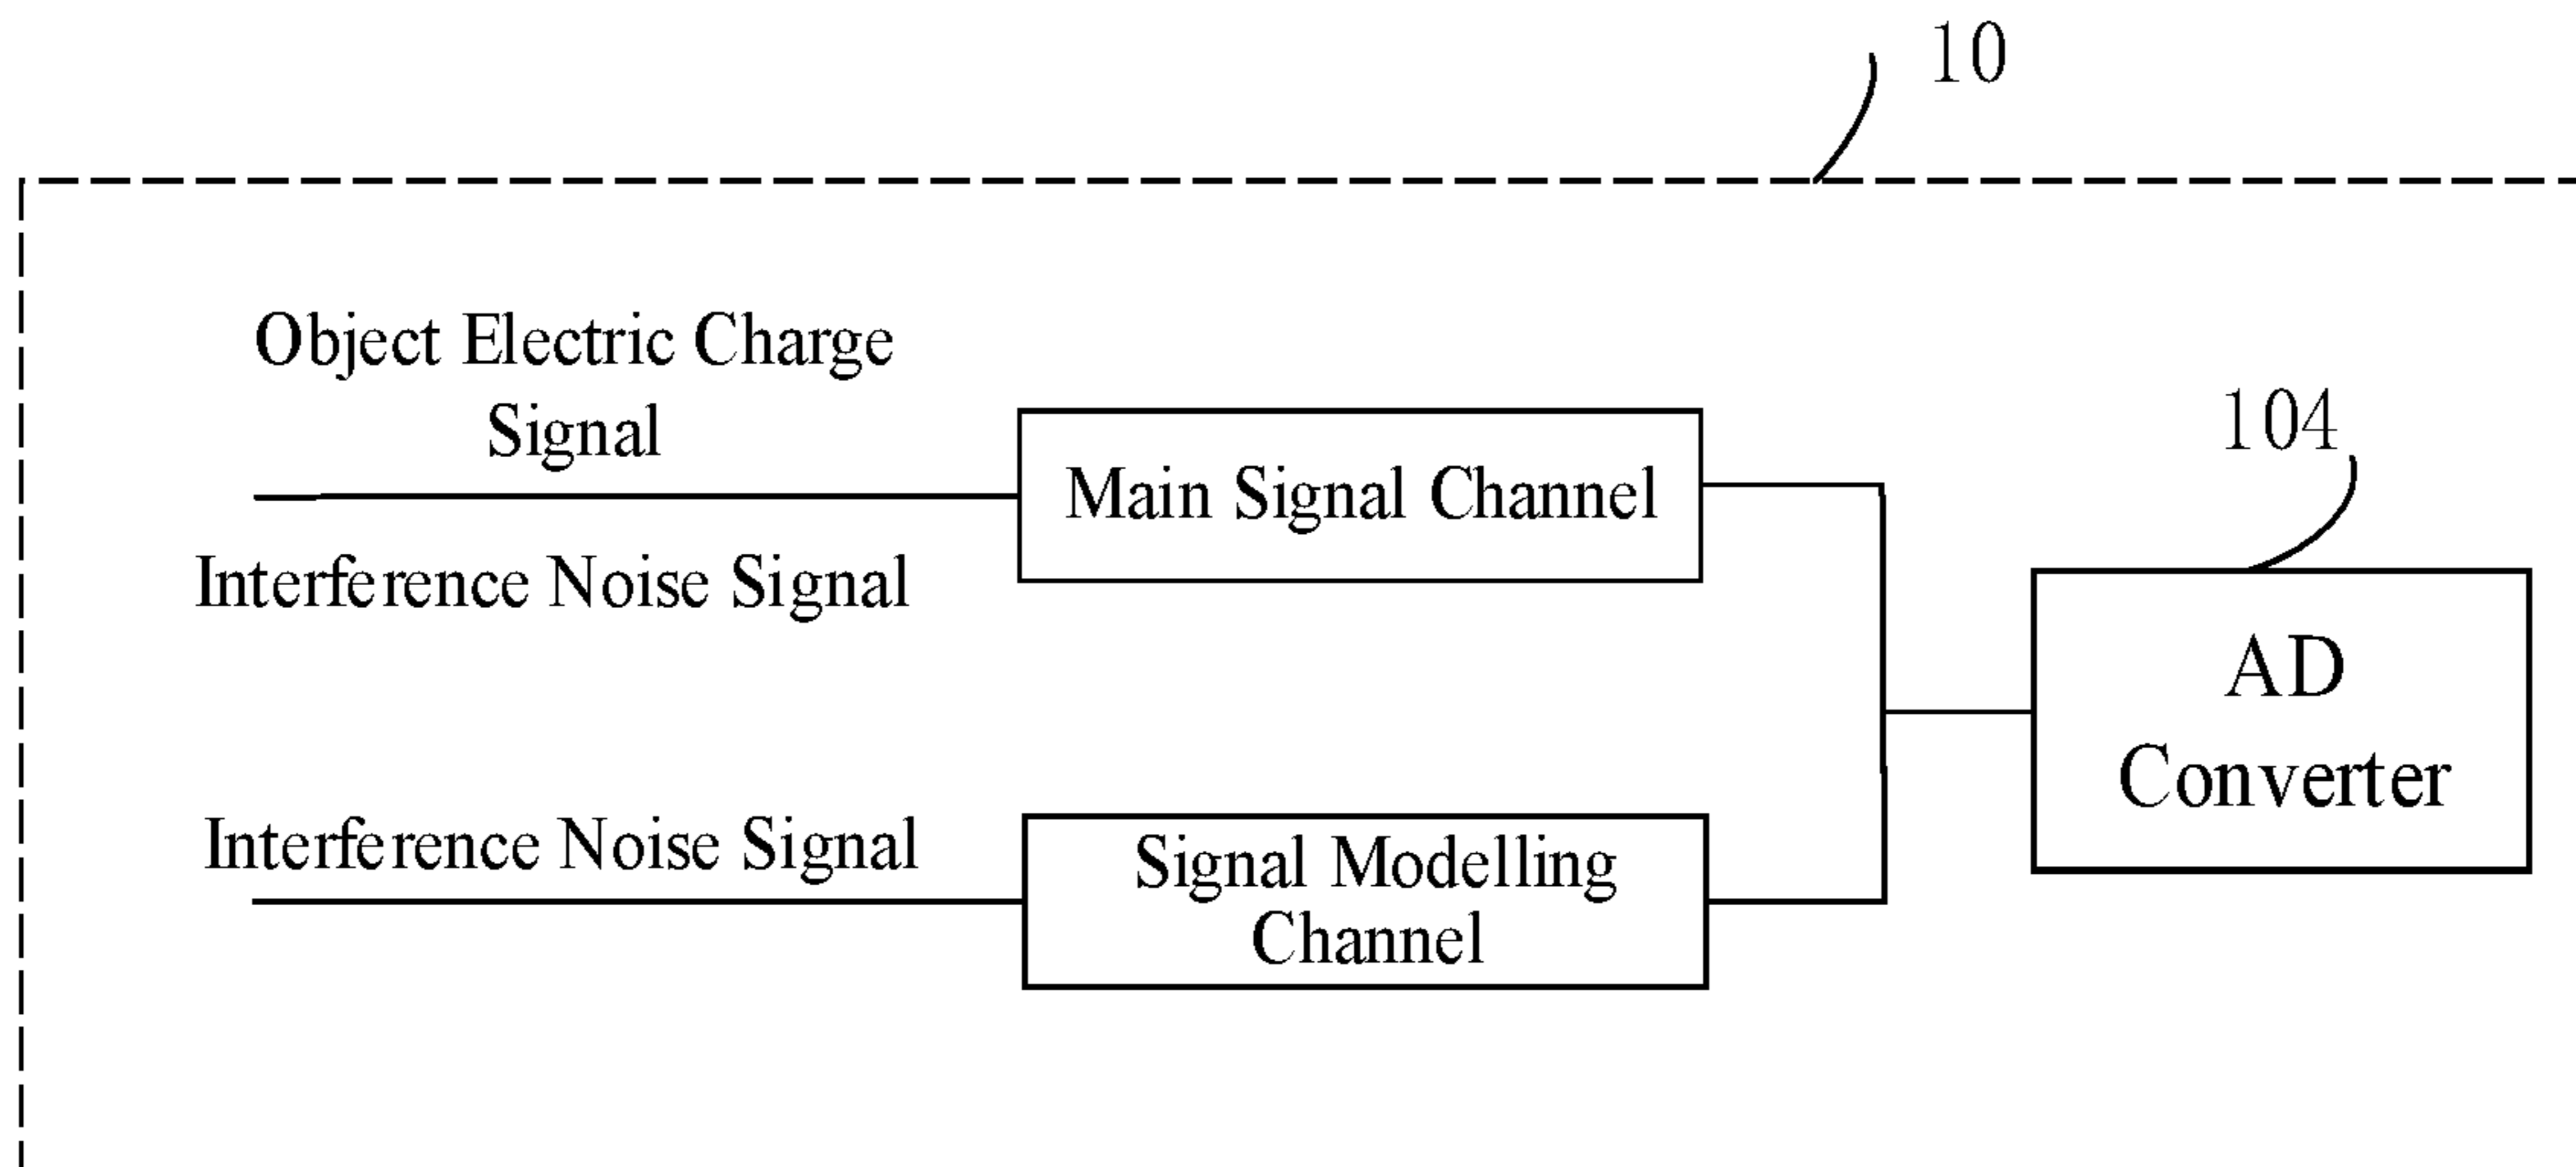 10
Object Electric Charge
Signal
104
Main Signal Channel
Interference Noise Signal
AD
Converter
Interference Noise Signal
Signal Modelling
Channel